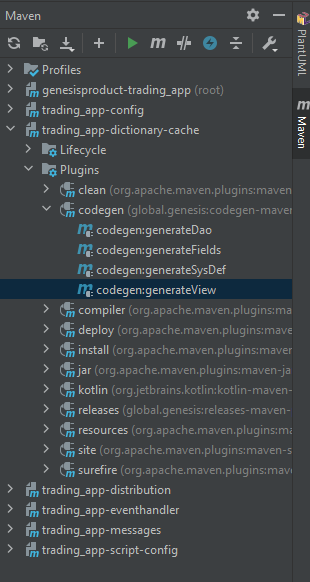 Maven
Profiles
genesisproduct-trading_app (root)
trading_app-config
trading_app-dictionary-cache
Lifecycle
Plugins
clean (org.apache.maven.plugins:maven
codegen (global.genesis:codegen-maven
codegen:generateDao
codegen:generateFields
codegen:generateSysDef
codegen:generateView
compiler (org.apache.maven.plugins:ma
deploy (org.apache.maven.plugins:mave
install (org.apache.maven.plugins:mave
jar (org.apache.maven.plugins:maven-ja
kotlin (org.jetbrains.kotlin:kotlin-maven-
releases (global.genesis:releases-maven-
resources (org.apache.maven.plugins:m
site (org.apache.maven.plugins:maven-s
surefire (org.apache.maven.plugins:mav
trading_app-distribution
trading_app-eventhandler
trading_app-messages
trading_app-script-config
PlantUML
Maven